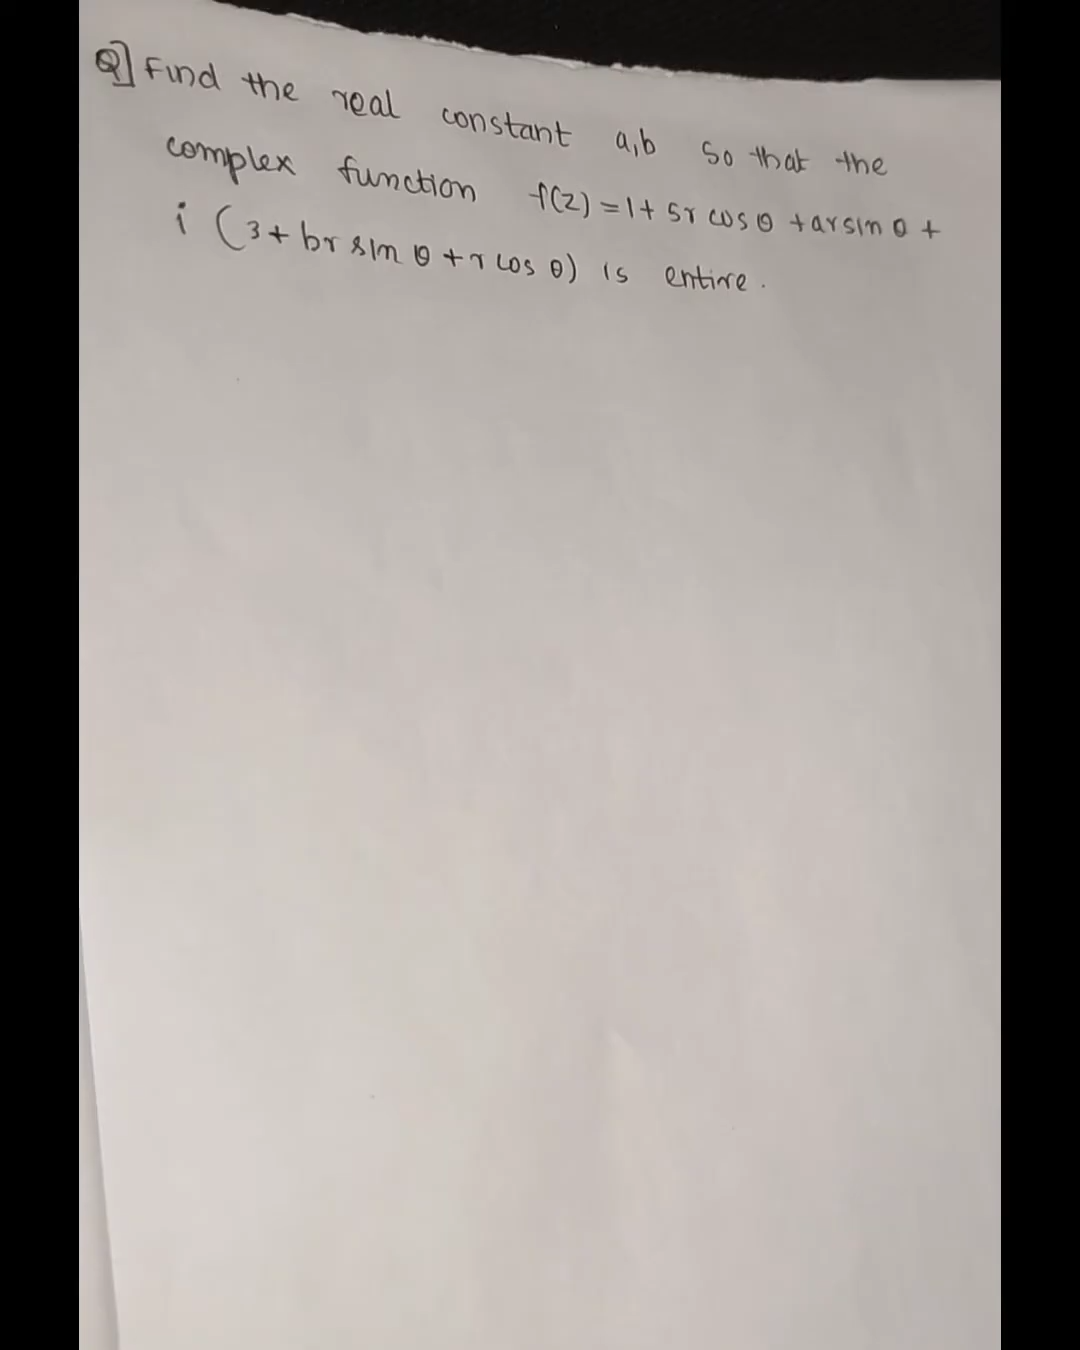 Q] Find the real constant a,b so that the
complex function f(z) = 1 + 5r cos θ + ar sin θ +
i (3 + br sin θ + r cos θ) is entire.